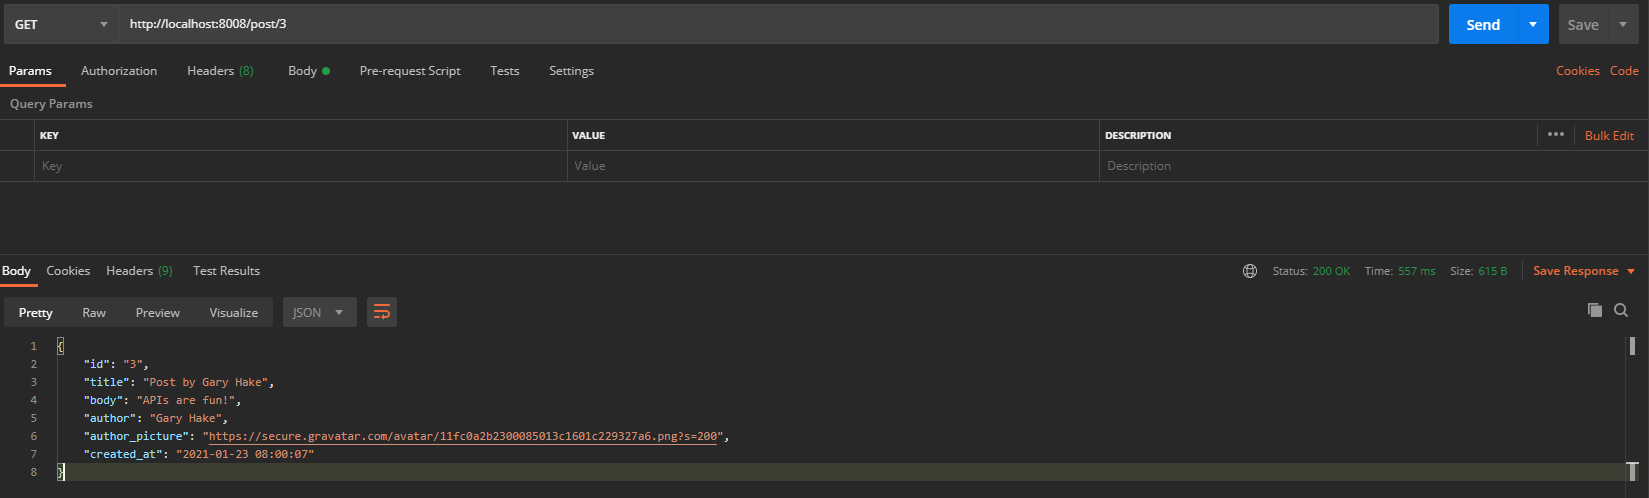 GET http://localhost:8008/post/3 Send Save
Params Authorization Headers (8) Body Pre-request Script Tests Settings Cookies Code
Query Params
KEY VALUE DESCRIPTION ••• Bulk Edit
Key Value Description
Body Cookies Headers (9) Test Results Status: 200 OK Time: 557 ms Size: 615 B Save Response
Pretty Raw Preview Visualize JSON
1 {
2 "id": "3",
3 "title": "Post by Gary Hake",
4 "body": "APIs are fun!",
5 "author": "Gary Hake",
6 "author_picture": "https://secure.gravatar.com/avatar/11fc0a2b2300085013c1601c229327a6.png?s=200",
7 "created_at": "2021-01-23 08:00:07"
8 }